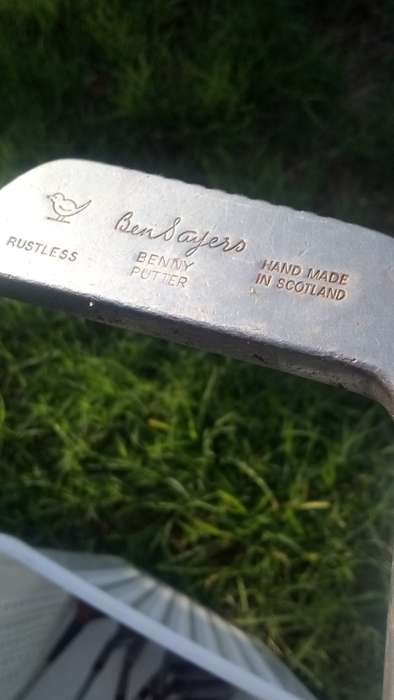 Ben Sayers
RUSTLESS
BENNY
PUTTER
HAND MADE
IN SCOTLAND